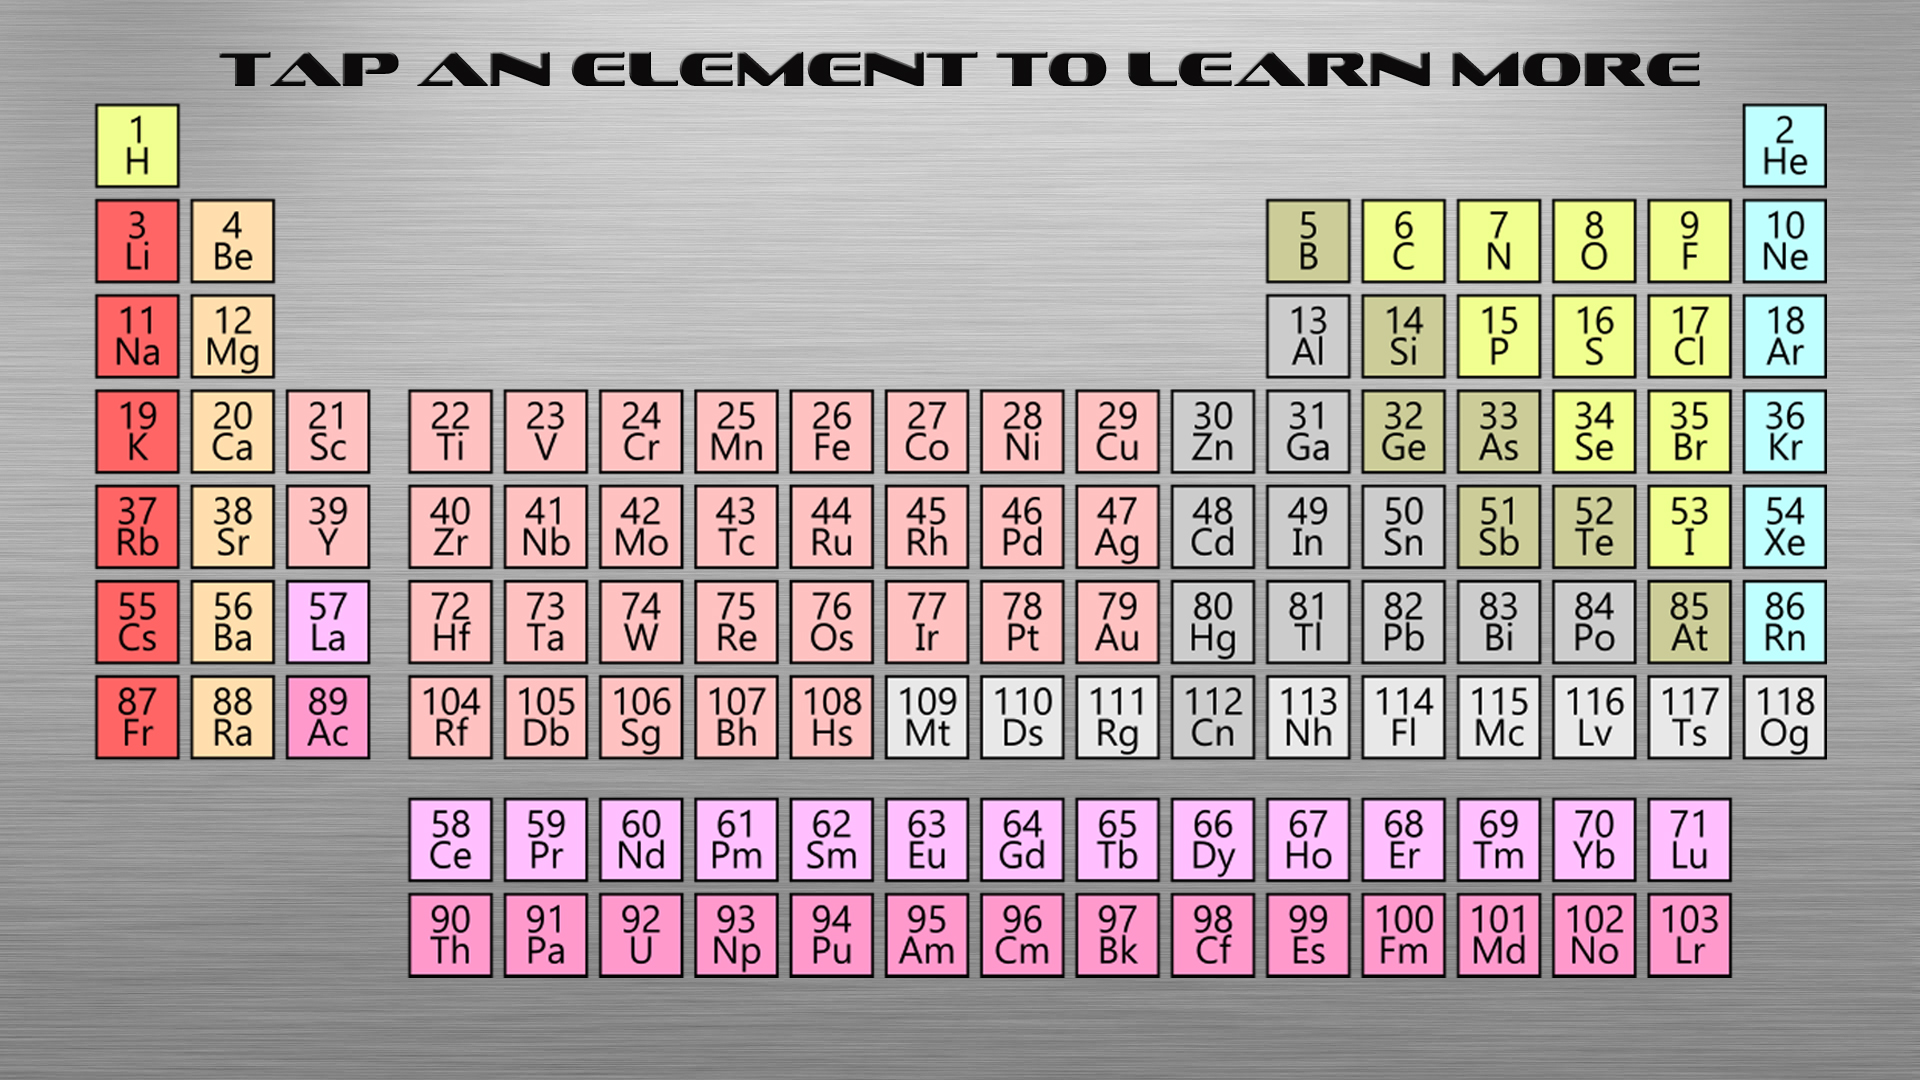 TAP AN ELEMENT TO LEARN MORE
1 2
H He
3 4 5 6 7 8 9 10
Li Be B C N O F Ne
11 12 13 14 15 16 17 18
Na Mg Al Si P S Cl Ar
19 20 21 22 23 24 25 26 27 28 29 30 31 32 33 34 35 36
K Ca Sc Ti V Cr Mn Fe Co Ni Cu Zn Ga Ge As Se Br Kr
37 38 39 40 41 42 43 44 45 46 47 48 49 50 51 52 53 54
Rb Sr Y Zr Nb Mo Tc Ru Rh Pd Ag Cd In Sn Sb Te I Xe
55 56 57 72 73 74 75 76 77 78 79 80 81 82 83 84 85 86
Cs Ba La Hf Ta W Re Os Ir Pt Au Hg Tl Pb Bi Po At Rn
87 88 89 104 105 106 107 108 109 110 111 112 113 114 115 116 117 118
Fr Ra Ac Rf Db Sg Bh Hs Mt Ds Rg Cn Nh Fl Mc Lv Ts Og
58 59 60 61 62 63 64 65 66 67 68 69 70 71
Ce Pr Nd Pm Sm Eu Gd Tb Dy Ho Er Tm Yb Lu
90 91 92 93 94 95 96 97 98 99 100 101 102 103
Th Pa U Np Pu Am Cm Bk Cf Es Fm Md No Lr